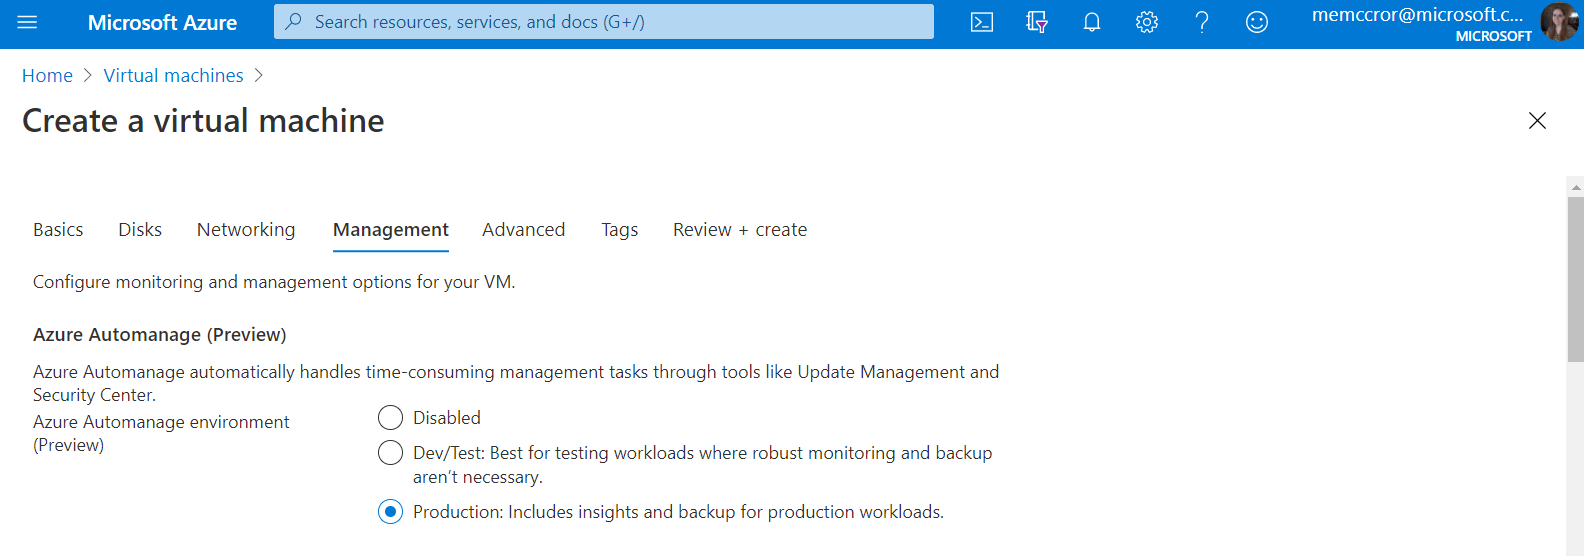 Microsoft Azure
Search resources, services, and docs (G+/)
memccror@microsoft.c...
MICROSOFT
Home > Virtual machines >
Create a virtual machine
Basics Disks Networking Management Advanced Tags Review + create
Configure monitoring and management options for your VM.
Azure Automanage (Preview)
Azure Automanage automatically handles time-consuming management tasks through tools like Update Management and
Security Center.
Azure Automanage environment
(Preview)
Disabled
Dev/Test: Best for testing workloads where robust monitoring and backup
aren't necessary.
Production: Includes insights and backup for production workloads.